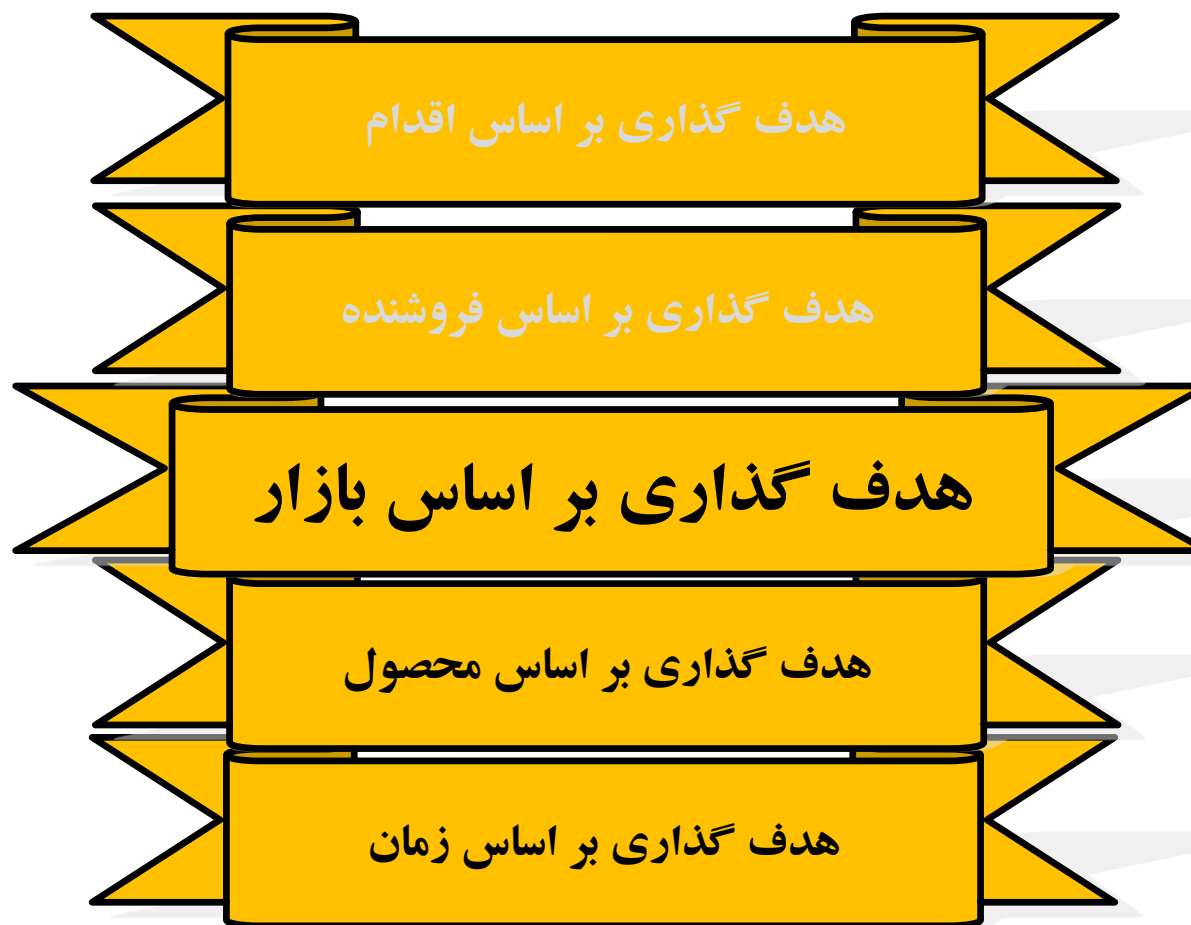 هدف گذاری بر اساس اقدام
هدف گذاری بر اساس فروشنده
هدف گذاری بر اساس بازار
هدف گذاری بر اساس محصول
هدف گذاری بر اساس زمان